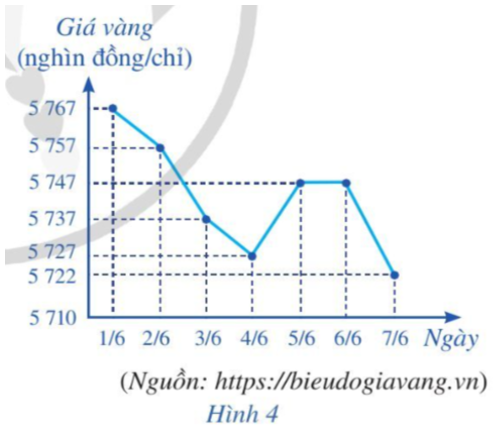 Giá vàng
(nghìn đồng/chỉ)
5 767
5 757
5 747
5 737
5 727
5 722
5 710
1/6 2/6 3/6 4/6 5/6 6/6 7/6 Ngày
(Nguồn: https://bieudogiavang.vn)
Hình 4